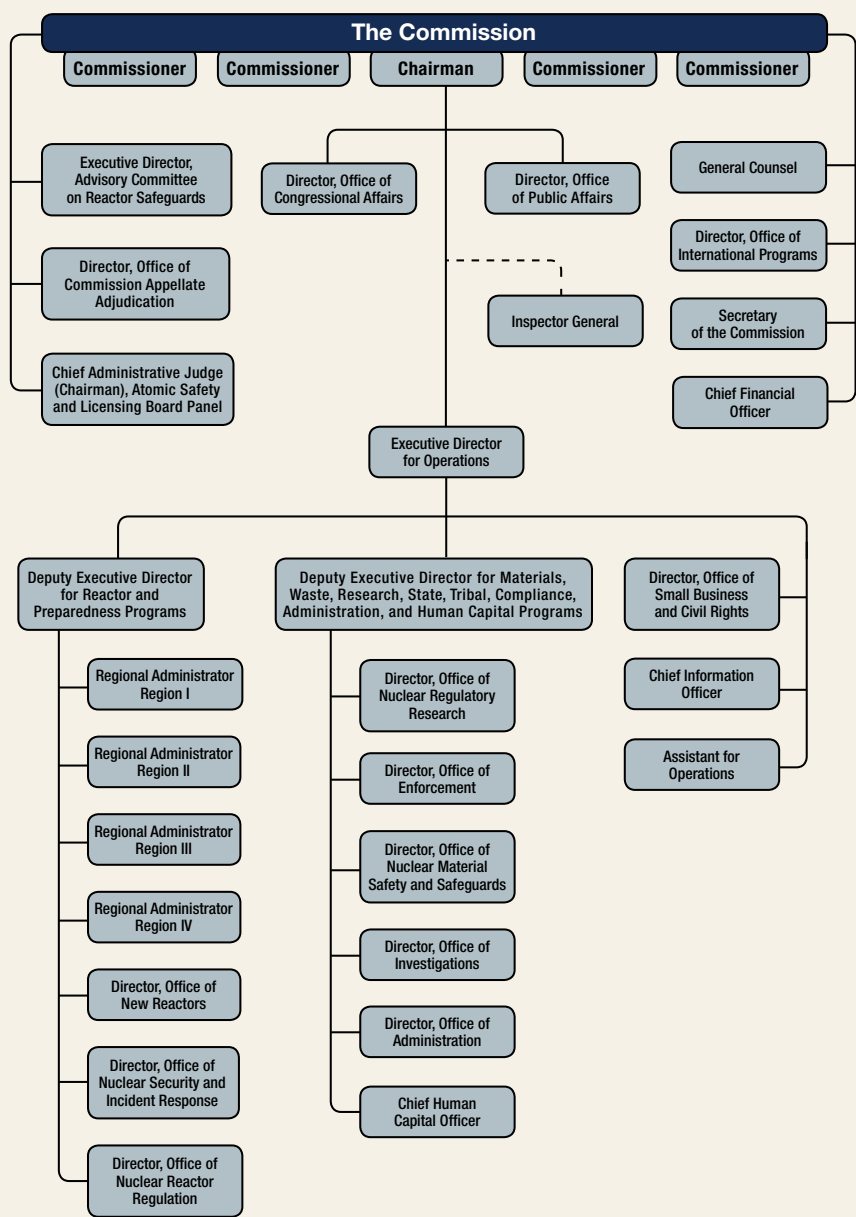 The Commission
Commissioner
Commissioner
Chairman
Commissioner
Commissioner
Executive Director,
Advisory Committee
on Reactor Safeguards
Director, Office of
Commission Appellate
Adjudication
Chief Administrative Judge
(Chairman), Atomic Safety
and Licensing Board Panel
Director, Office of
Congressional Affairs
Director, Office
of Public Affairs
Inspector General
General Counsel
Director, Office of
International Programs
Secretary
of the Commission
Chief Financial
Officer
Executive Director
for Operations
Deputy Executive Director
for Reactor and
Preparedness Programs
Regional Administrator
Region I
Regional Administrator
Region II
Regional Administrator
Region III
Regional Administrator
Region IV
Director, Office of
New Reactors
Director, Office of
Nuclear Security and
Incident Response
Director, Office of
Nuclear Reactor
Regulation
Deputy Executive Director for Materials,
Waste, Research, State, Tribal, Compliance,
Administration, and Human Capital Programs
Director, Office of
Nuclear Regulatory
Research
Director, Office of
Enforcement
Director, Office of
Nuclear Material
Safety and Safeguards
Director, Office of
Investigations
Director, Office of
Administration
Chief Human
Capital Officer
Director, Office of
Small Business
and Civil Rights
Chief Information
Officer
Assistant for
Operations